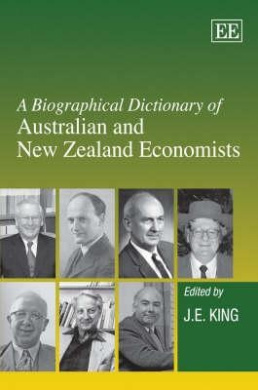 EE
A Biographical Dictionary of
Australian and
New Zealand Economists
Edited by
J.E. KING